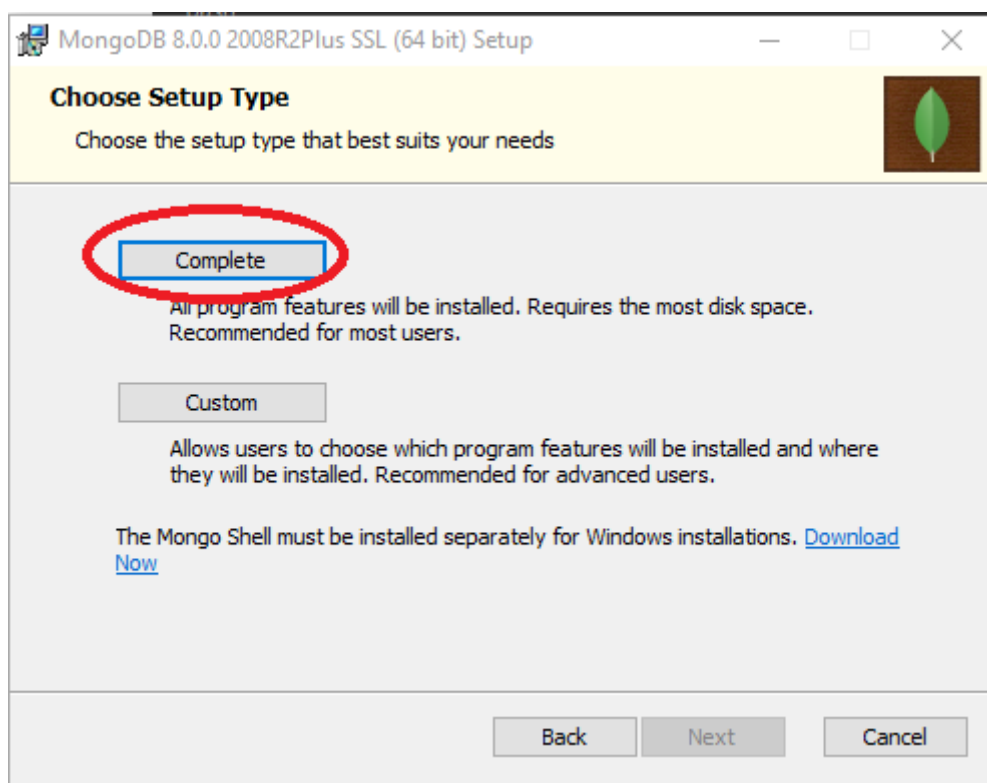 MongoDB 8.0.0 2008R2Plus SSL (64 bit) Setup
Choose Setup Type
Choose the setup type that best suits your needs
Complete
All program features will be installed. Requires the most disk space.
Recommended for most users.
Custom
Allows users to choose which program features will be installed and where
they will be installed. Recommended for advanced users.
The Mongo Shell must be installed separately for Windows installations. Download
Now
Back
Next
Cancel